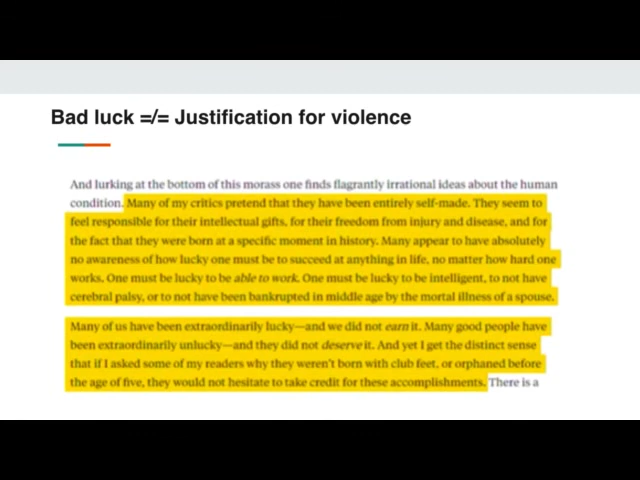 Bad luck =/= Justification for violence
And lurking at the bottom of this morass one finds flagrantly irrational ideas about the human
condition. Many of my critics pretend that they have been entirely self-made. They seem to
feel responsible for their intellectual gifts, for their freedom from injury and disease, and for
the fact that they were born at a specific moment in history. Many appear to have absolutely
no awareness of how lucky one must be to succeed at anything in life, no matter how hard one
works. One must be lucky to be able to work. One must be lucky to be intelligent, to not have
cerebral palsy, or to not have been bankrupted in middle age by the mortal illness of a spouse.
Many of us have been extraordinarily lucky—and we did not earn it. Many good people have
been extraordinarily unlucky—and they did not deserve it. And yet I get the distinct sense
that if I asked some of my readers why they weren't born with club feet, or orphaned before
the age of five, they would not hesitate to take credit for these accomplishments. There is a